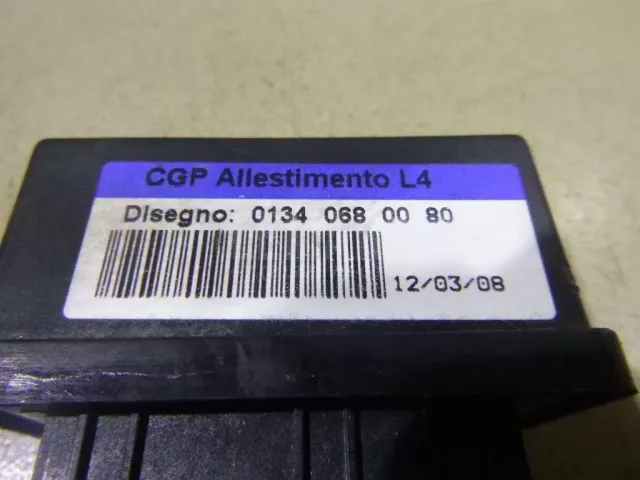 CGP Allestimento L4
Disegno: 0134 068 00 80
12/03/08